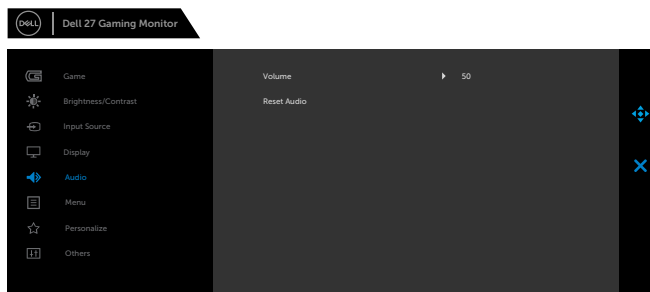 DELL
Dell 27 Gaming Monitor
Game
Volume
50
Brightness/Contrast
Reset Audio
Input Source
Display
Audio
Menu
Personalize
Others